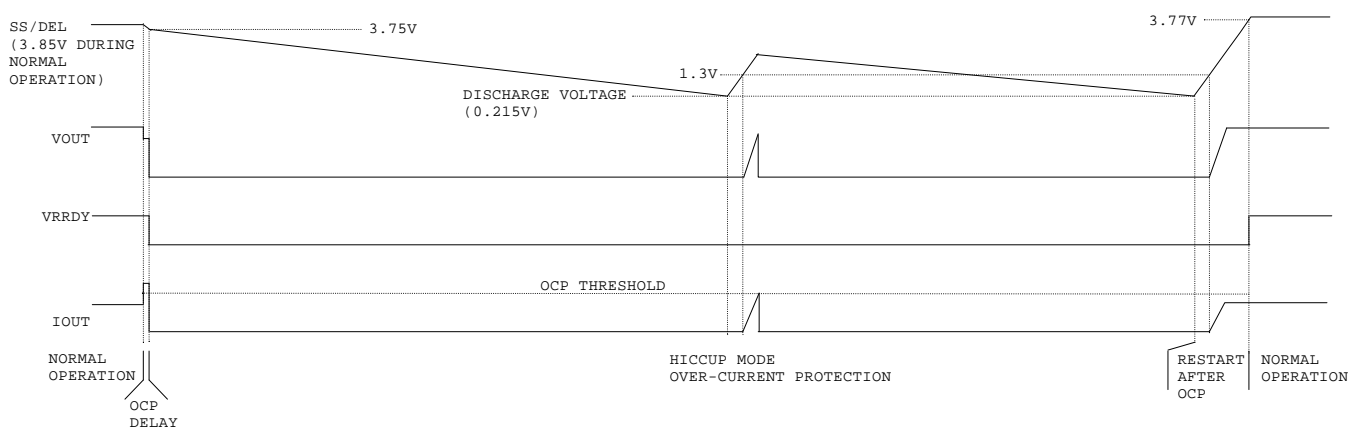 SS/DEL
(3.85V DURING
NORMAL
OPERATION)
3.75V
3.77V
1.3V
DISCHARGE VOLTAGE
(0.215V)
VOUT
VRRDY
OCP THRESHOLD
IOUT
NORMAL
OPERATION
OCP
DELAY
HICCUP MODE
OVER-CURRENT PROTECTION
RESTART
AFTER
OCP
NORMAL
OPERATION